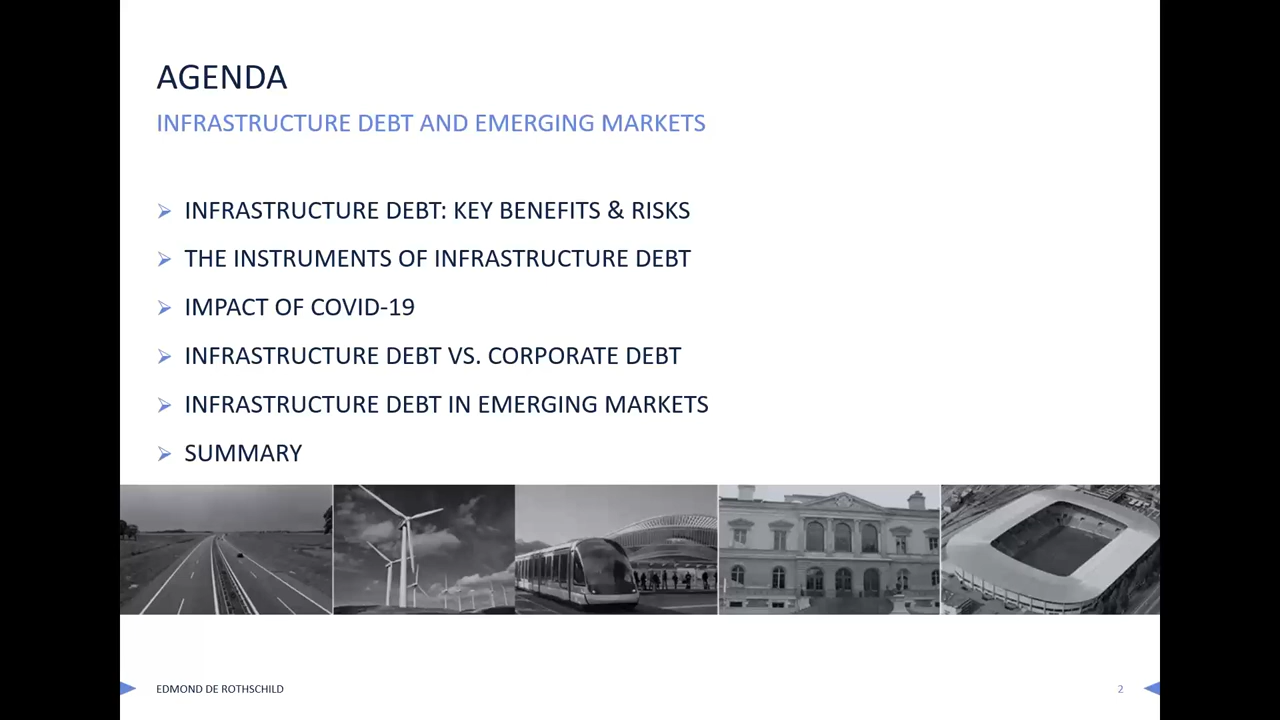 AGENDA
INFRASTRUCTURE DEBT AND EMERGING MARKETS
INFRASTRUCTURE DEBT: KEY BENEFITS & RISKS
THE INSTRUMENTS OF INFRASTRUCTURE DEBT
IMPACT OF COVID-19
INFRASTRUCTURE DEBT VS. CORPORATE DEBT
INFRASTRUCTURE DEBT IN EMERGING MARKETS
SUMMARY
EDMOND DE ROTHSCHILD
2